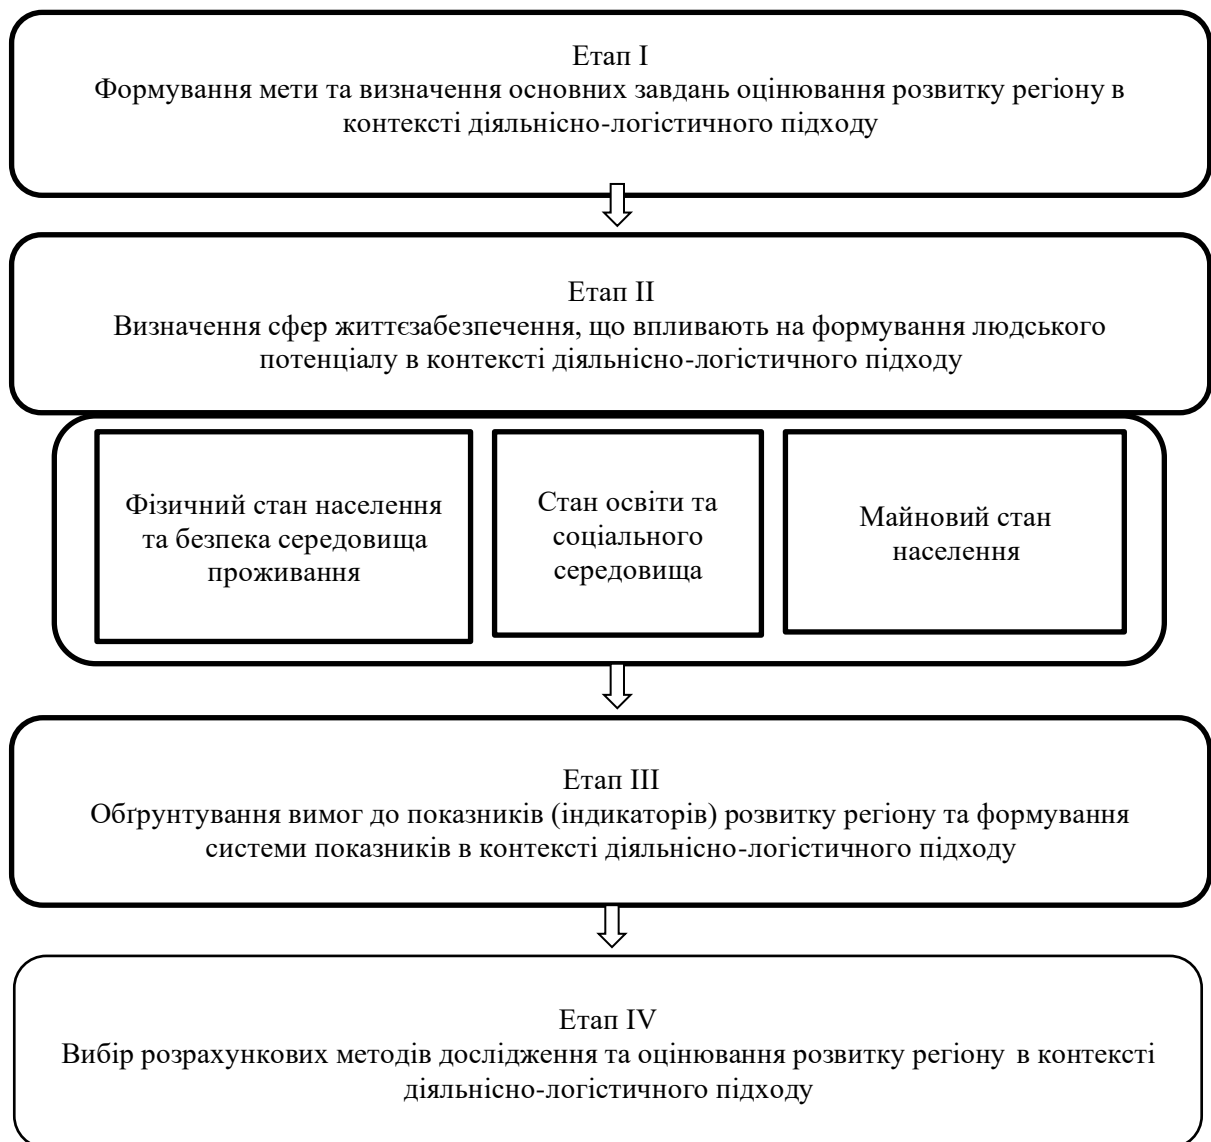 Етап I
Формування мети та визначення основних завдань оцінювання розвитку регіону в
контексті діяльнісно-логістичного підходу
Етап II
Визначення сфер життєзабезпечення, що впливають на формування людського
потенціалу в контексті діяльнісно-логістичного підходу
Фізичний стан населення
та безпека середовища
проживання
Стан освіти та
соціального
середовища
Майновий стан
населення
Етап III
Обґрунтування вимог до показників (індикаторів) розвитку регіону та формування
системи показників в контексті діяльнісно-логістичного підходу
Етап IV
Вибір розрахункових методів дослідження та оцінювання розвитку регіону в контексті
діяльнісно-логістичного підходу